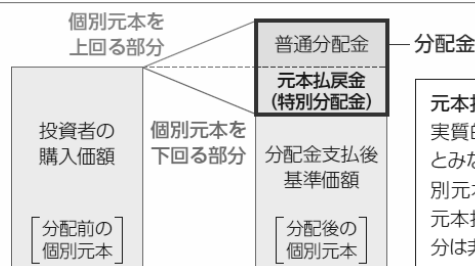 個別元本を
上回る部分
普通分配金
分配金
元本払戻金
(特別分配金)
投資者の
購入価額
個別元本を
下回る部分
分配金支払後
基準価額
分配前の
個別元本
分配後の
個別元本
元本
実質的
とみな
別元本
元本払
分は非